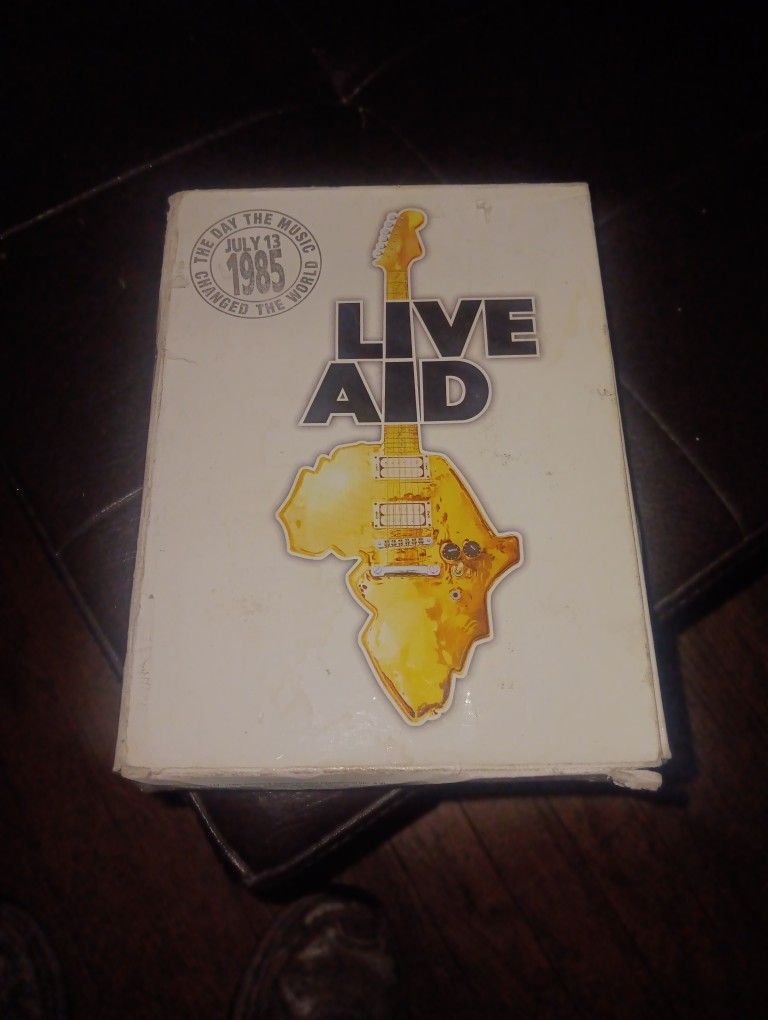 THE DAY THE MUSIC
JULY 13
1985
CHANGED THE WORLD
LIVE
AID